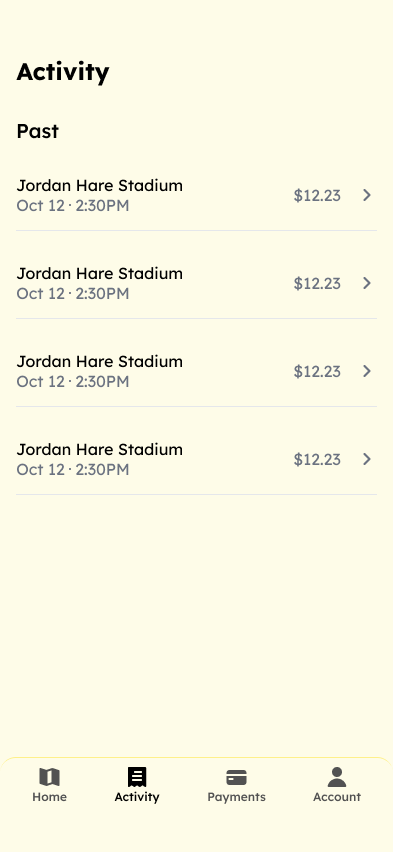 Activity
Past
Jordan Hare Stadium
Oct 12 · 2:30PM
$12.23
Jordan Hare Stadium
Oct 12 · 2:30PM
$12.23
Jordan Hare Stadium
Oct 12 · 2:30PM
$12.23
Jordan Hare Stadium
Oct 12 · 2:30PM
$12.23
Home
Activity
Payments
Account